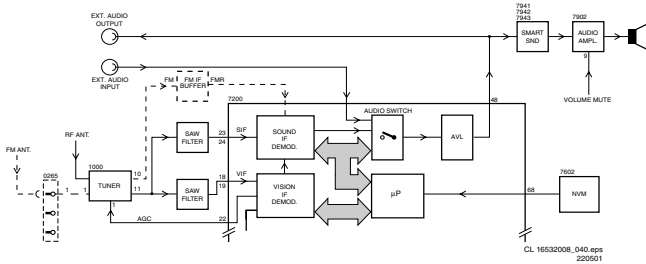 EXT. AUDIO
OUTPUT
7941
7942
7943
7902
SMART
SND
AUDIO
AMPL.
9
VOLUME MUTE
EXT. AUDIO
INPUT
FM
FM IF
BUFFER
FMR
7200
AUDIO SWITCH
48
RF ANT.
FM ANT.
0265
1000
TUNER
1
1
10
11
1
AGC
SAW
FILTER
23
24
SIF
SOUND
IF
DEMOD.
AVL
SAW
FILTER
18
19
VIF
VISION
IF
DEMOD.
22
µP
68
7602
NVM
CL 16532008_040.eps
220501